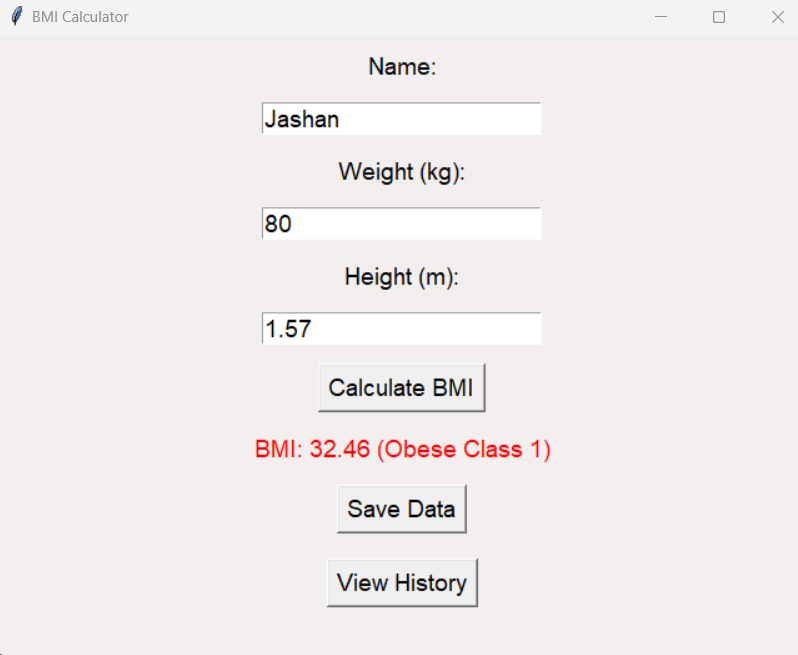 BMI Calculator
Name:
Jashan
Weight (kg):
80
Height (m):
1.57
Calculate BMI
BMI: 32.46 (Obese Class 1)
Save Data
View History